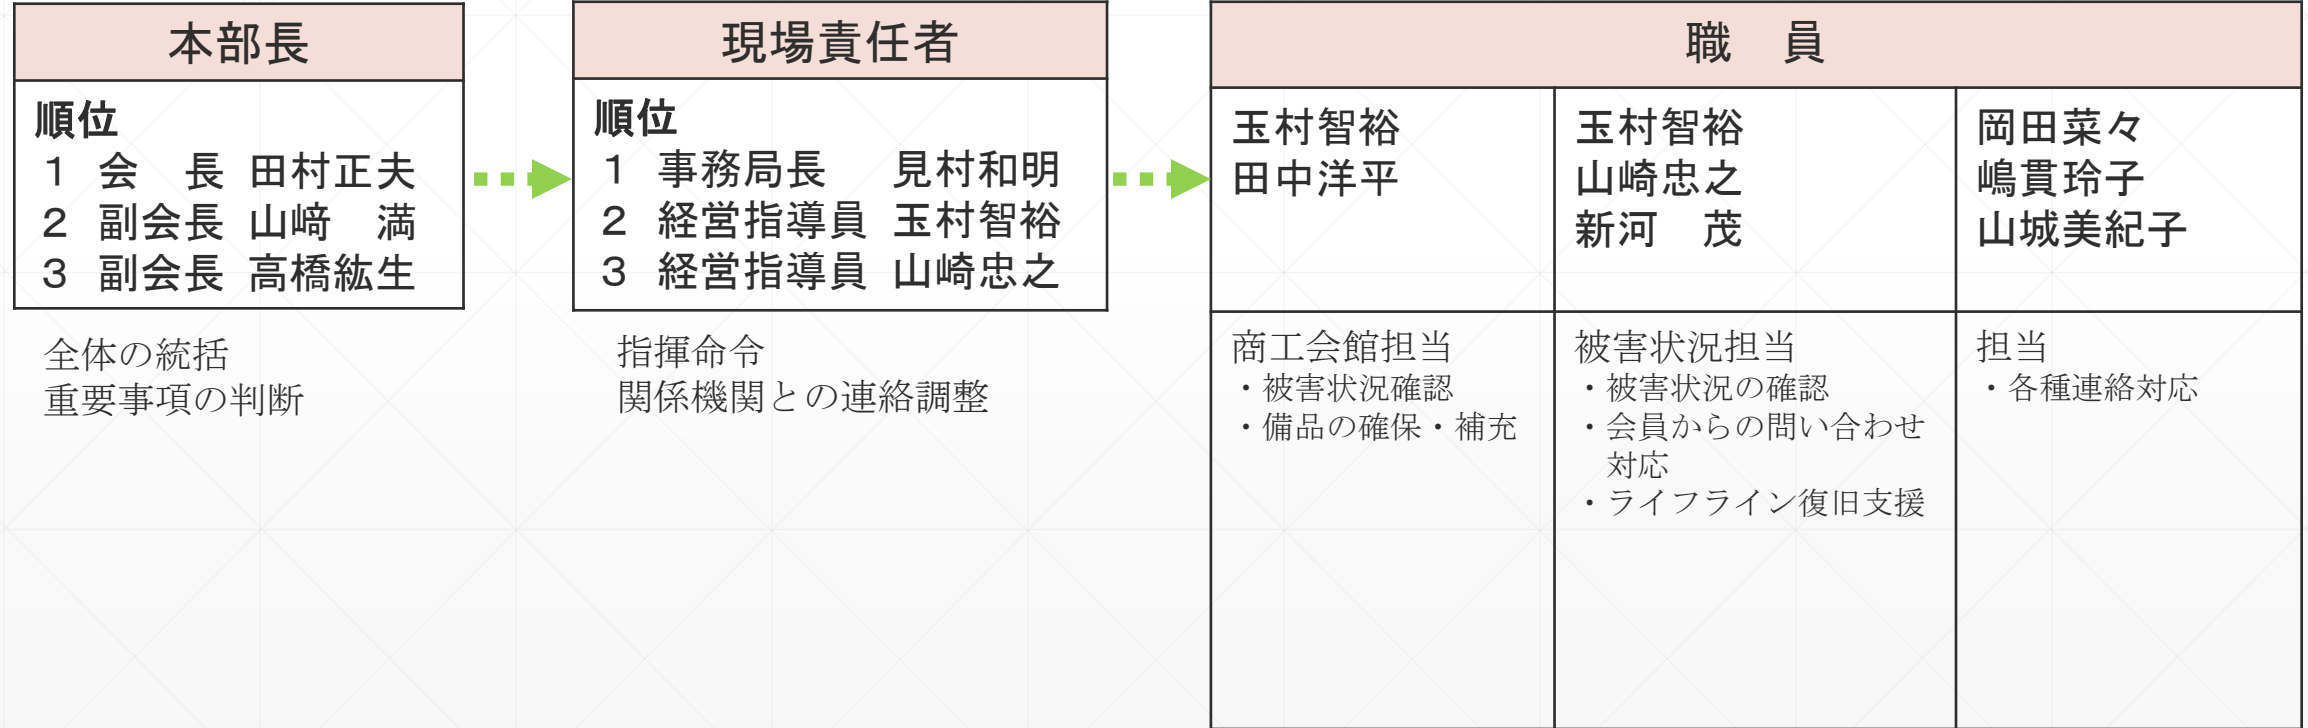 本部長
順位
１ 会　長 田村正夫
２ 副会長 山﨑　満
３ 副会長 高橋紘生
全体の統括
重要事項の判断
現場責任者
順位
１ 事務局長　 見村和明
２ 経営指導員 玉村智裕
３ 経営指導員 山崎忠之
指揮命令
関係機関との連絡調整
職　員
玉村智裕
田中洋平
商工会館担当
・被害状況確認
・備品の確保・補充
玉村智裕
山崎忠之
新河　茂
被害状況担当
・被害状況の確認
・会員からの問い合わせ
対応
・ライフライン復旧支援
岡田菜々
嶋貫玲子
山城美紀子
担当
・各種連絡対応